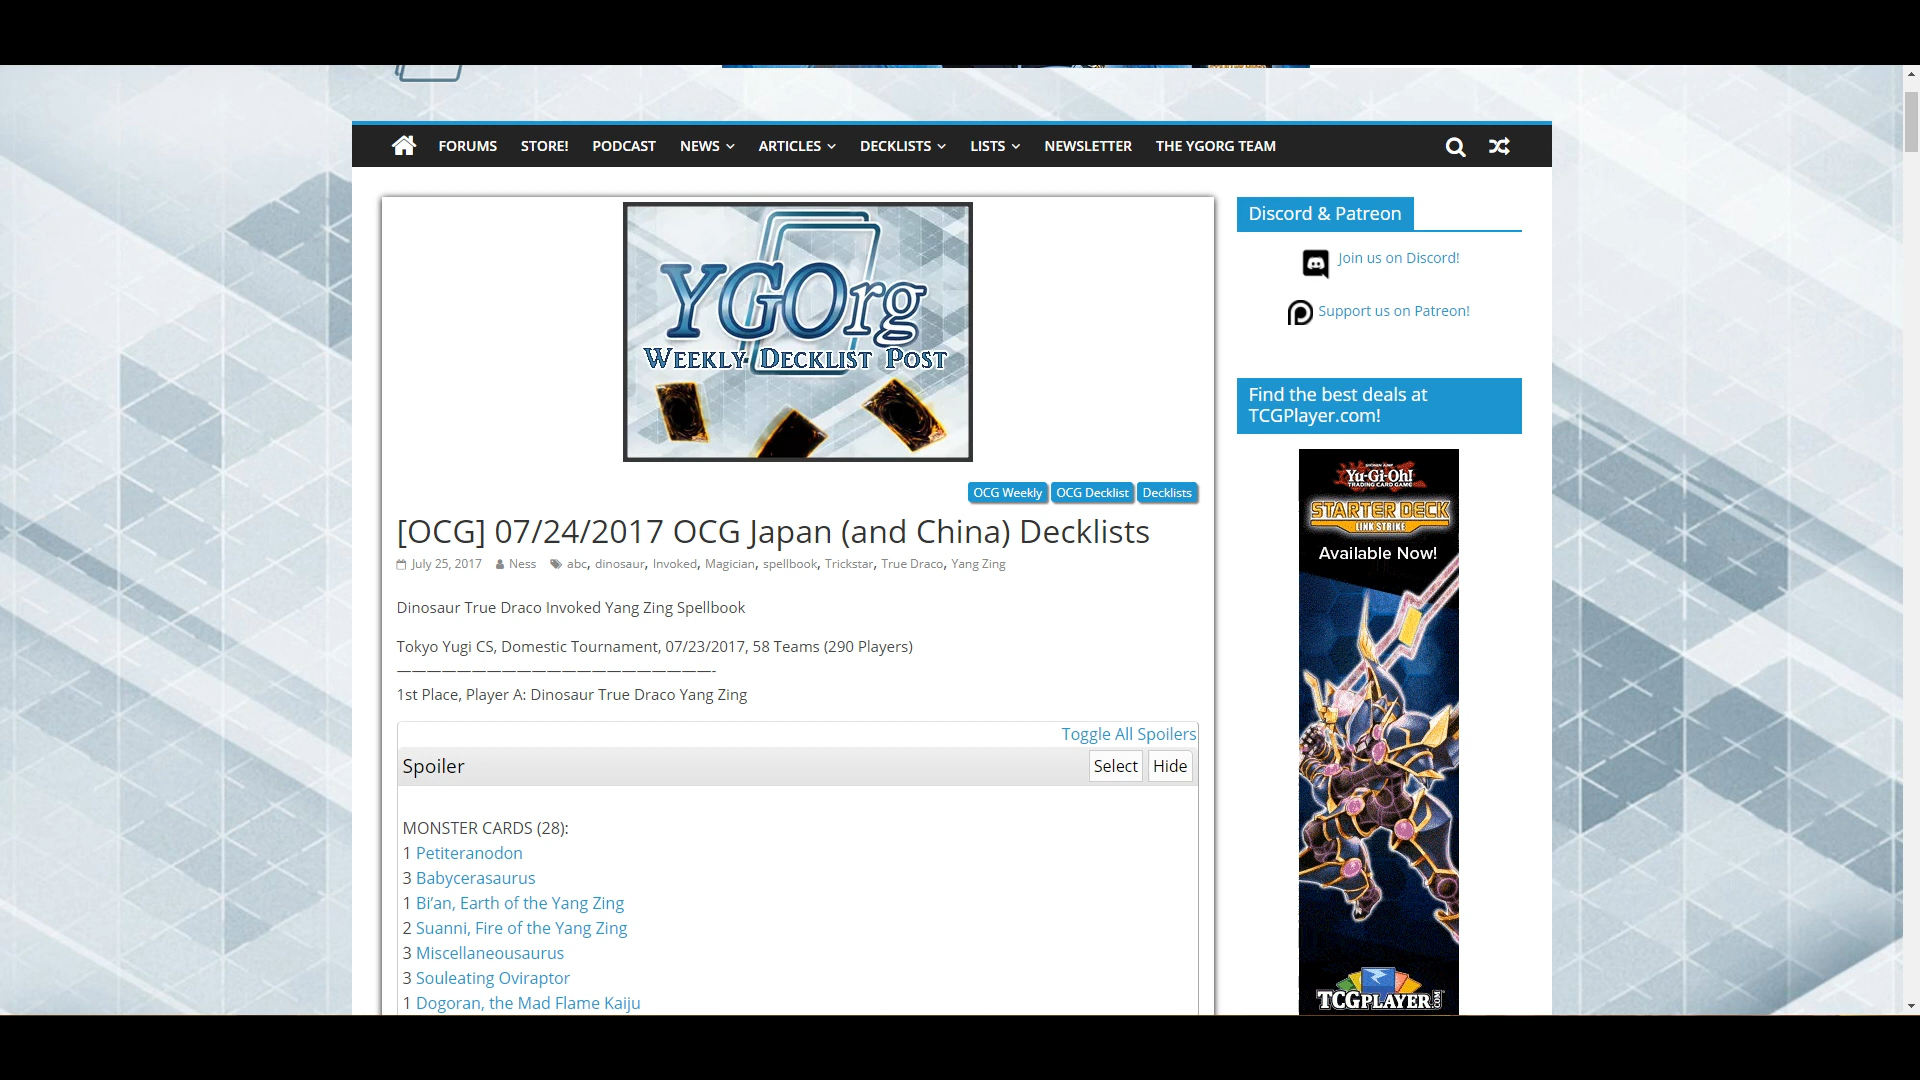 FORUMS STORE! PODCAST NEWS ARTICLES DECKLISTS LISTS NEWSLETTER THE YGORG TEAM
YGOrg
WEEKLY DECKLIST POST
OCG Weekly OCG Decklist Decklists
[OCG] 07/24/2017 OCG Japan (and China) Decklists
July 25, 2017 Ness abc, dinosaur, Invoked, Magician, spellbook, Trickstar, True Draco, Yang Zing
Dinosaur True Draco Invoked Yang Zing Spellbook
Tokyo Yugi CS, Domestic Tournament, 07/23/2017, 58 Teams (290 Players)
—————————————————————-
1st Place, Player A: Dinosaur True Draco Yang Zing
Toggle All Spoilers
Spoiler Select Hide
MONSTER CARDS (28):
1 Petiteranodon
3 Babycerasaurus
1 Bi’an, Earth of the Yang Zing
2 Suanni, Fire of the Yang Zing
3 Miscellaneousaurus
3 Souleating Oviraptor
1 Dogoran, the Mad Flame Kaiju
Discord & Patreon
Join us on Discord!
Support us on Patreon!
Find the best deals at
TCGPlayer.com!
SHONEN JUMP
Yu-Gi-Oh!
TRADING CARD GAME
STARTER DECK
LINK STRIKE
Available Now!
TCGPLAYER.COM